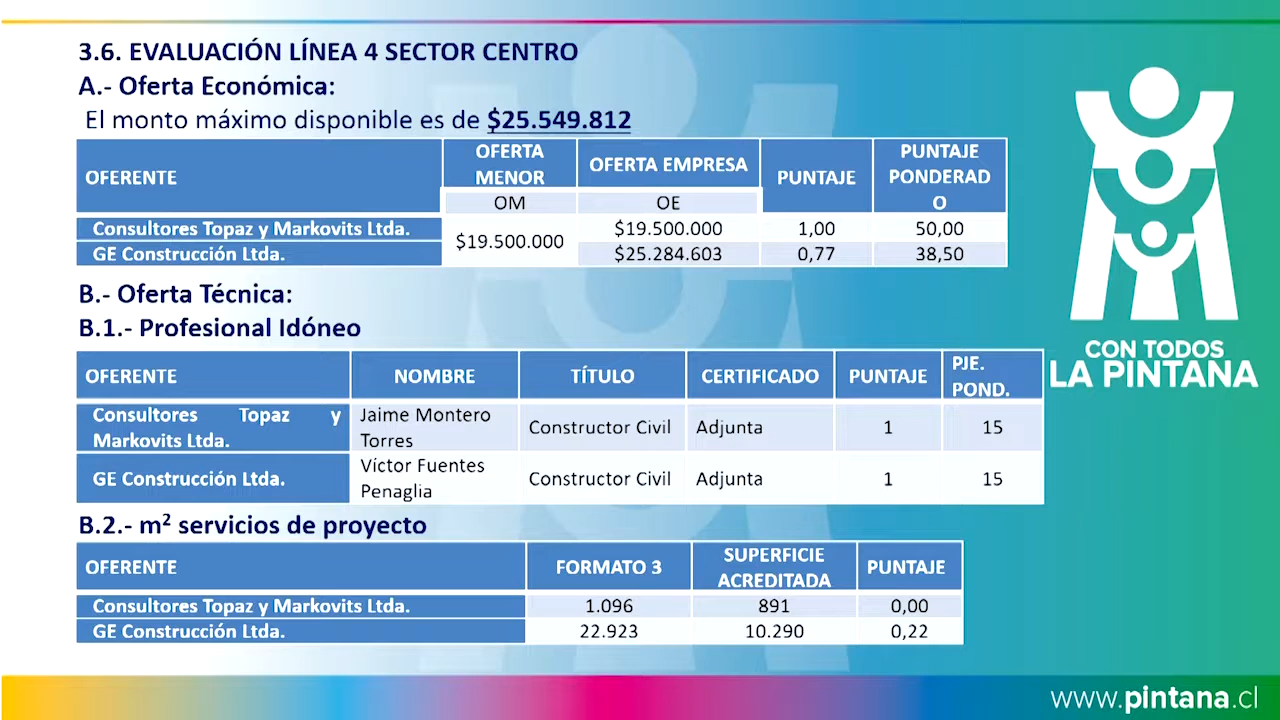 3.6. EVALUACIÓN LÍNEA 4 SECTOR CENTRO
A.- Oferta Económica:
El monto máximo disponible es de $25.549.812
OFERENTE
OFERTA
MENOR
OFERTA EMPRESA
PUNTAJE
PUNTAJE
PONDERAD
O
OM
OE
Consultores Topaz y Markovits Ltda.
$19.500.000
$19.500.000
1,00
50,00
GE Construcción Ltda.
$25.284.603
0,77
38,50
B.- Oferta Técnica:
B.1.- Profesional Idóneo
OFERENTE
NOMBRE
TÍTULO
CERTIFICADO
PUNTAJE
PJE.
POND.
Consultores Topaz y
Markovits Ltda.
Jaime Montero
Torres
Constructor Civil
Adjunta
1
15
GE Construcción Ltda.
Víctor Fuentes
Penaglia
Constructor Civil
Adjunta
1
15
B.2.- m² servicios de proyecto
OFERENTE
FORMATO 3
SUPERFICIE
ACREDITADA
PUNTAJE
Consultores Topaz y Markovits Ltda.
1.096
891
0,00
GE Construcción Ltda.
22.923
10.290
0,22
CON TODOS
LA PINTANA
www.pintana.cl